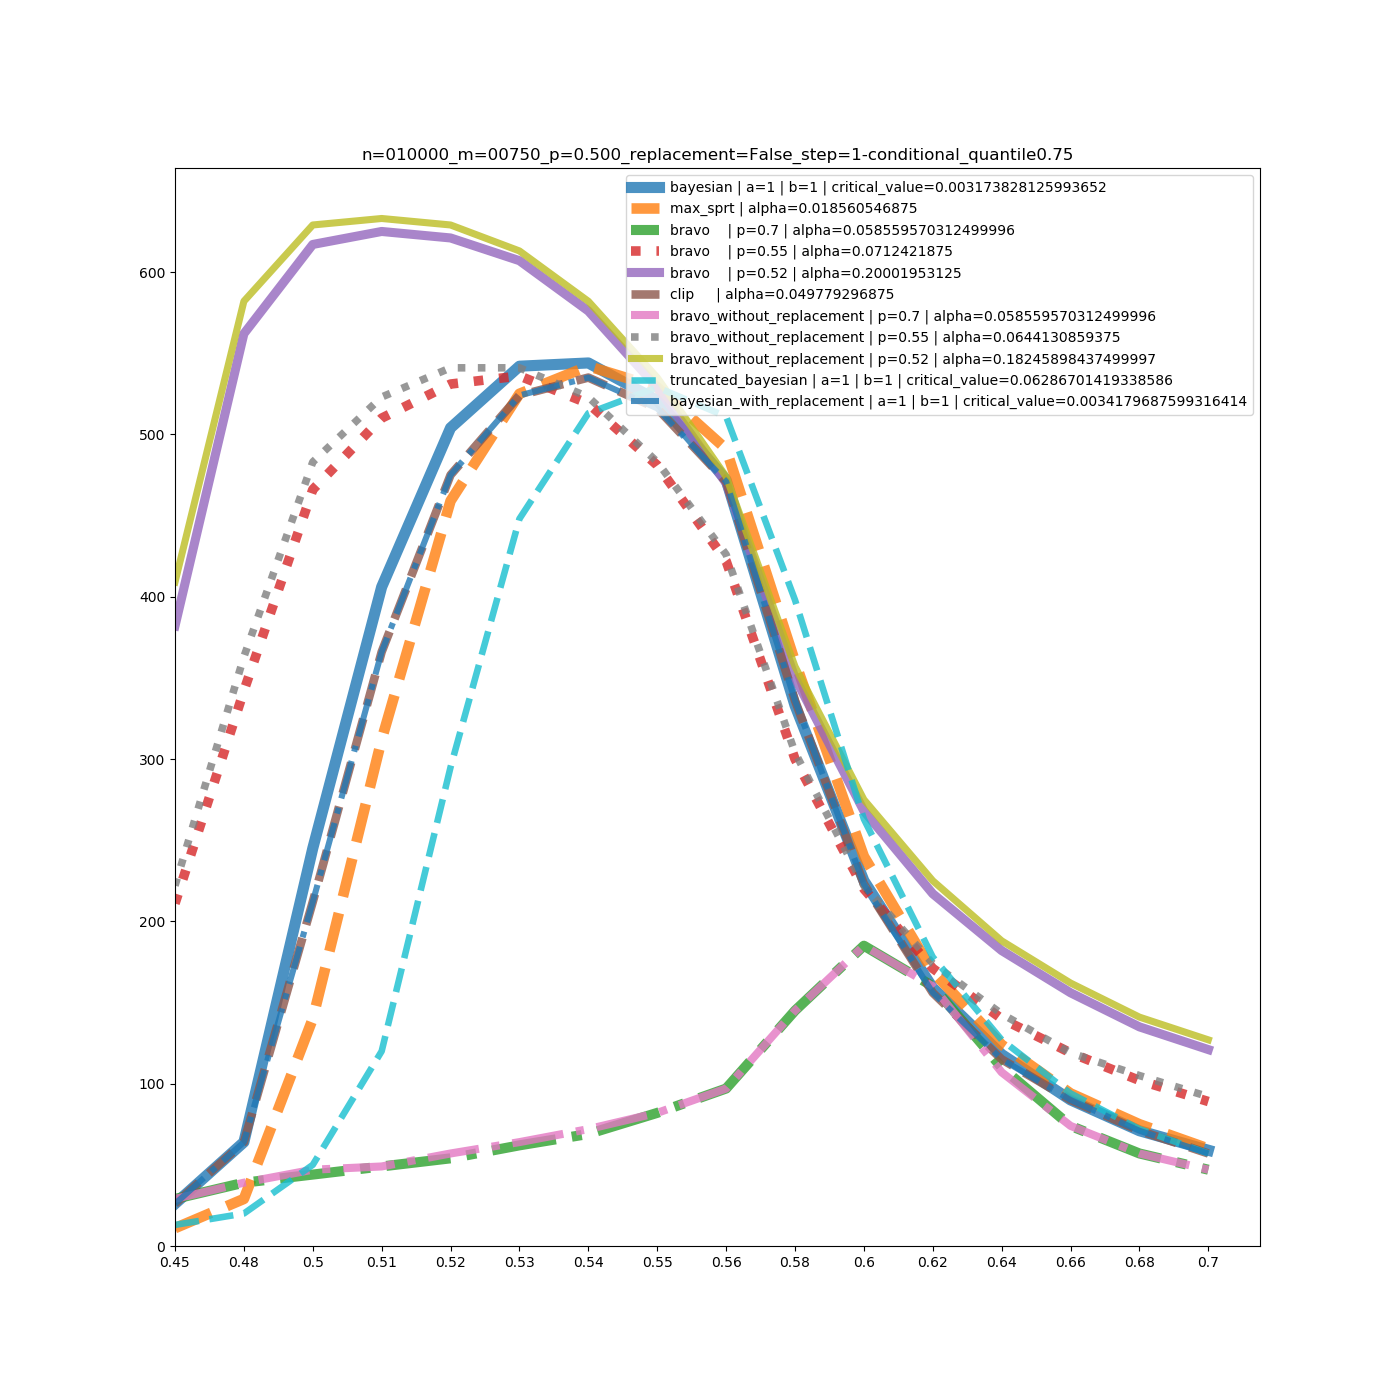 n=010000_m=00750_p=0.500_replacement=False_step=1-conditional_quantile0.75
bayesian | a=1 | b=1 | critical_value=0.003173828125993652
max_sprt | alpha=0.018560546875
bravo    | p=0.7 | alpha=0.058559570312499996
bravo    | p=0.55 | alpha=0.0712421875
bravo    | p=0.52 | alpha=0.20001953125
clip     | alpha=0.049779296875
bravo_without_replacement | p=0.7 | alpha=0.058559570312499996
bravo_without_replacement | p=0.55 | alpha=0.0644130859375
bravo_without_replacement | p=0.52 | alpha=0.18245898437499997
truncated_bayesian | a=1 | b=1 | critical_value=0.06286701419338586
bayesian_with_replacement | a=1 | b=1 | critical_value=0.0034179687599316414
600
500
400
300
200
100
0
0.45 0.48 0.5 0.51 0.52 0.53 0.54 0.55 0.56 0.58 0.6 0.62 0.64 0.66 0.68 0.7